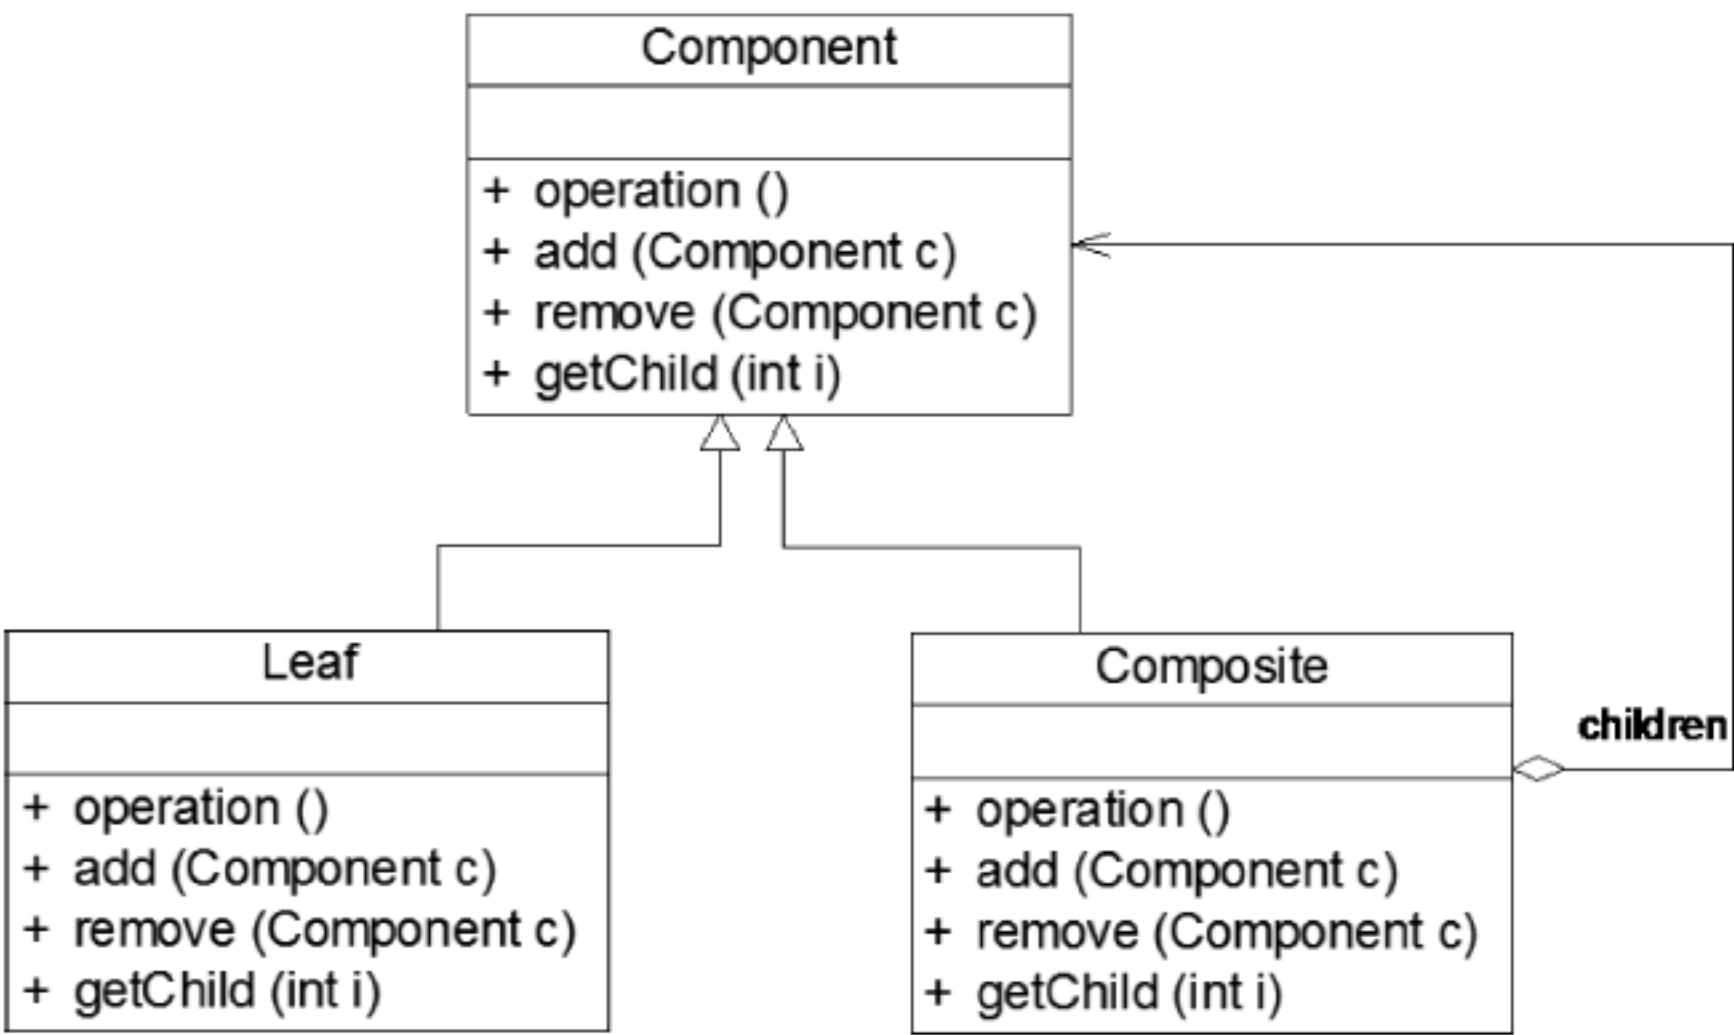 Component
+ operation ()
+ add (Component c)
+ remove (Component c)
+ getChild (int i)
Leaf
+ operation ()
+ add (Component c)
+ remove (Component c)
+ getChild (int i)
Composite
+ operation ()
+ add (Component c)
+ remove (Component c)
+ getChild (int i)
children